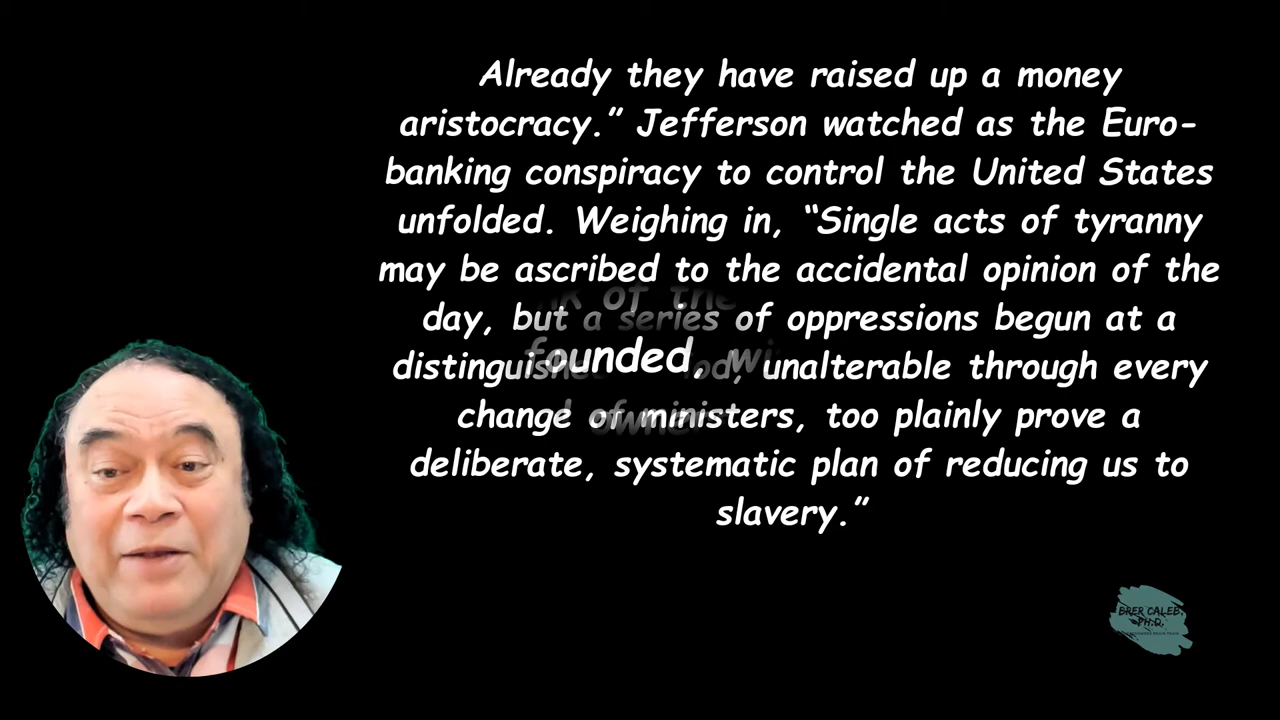 Already they have raised up a money
aristocracy.” Jefferson watched as the Euro-
banking conspiracy to control the United States
unfolded. Weighing in, “Single acts of tyranny
may be ascribed to the accidental opinion of the
day, but a series of oppressions begun at a
founded,
unalterable through every
change of ministers, too plainly prove a
deliberate, systematic plan of reducing us to
slavery.”
BRER CALEB,
PH.D.